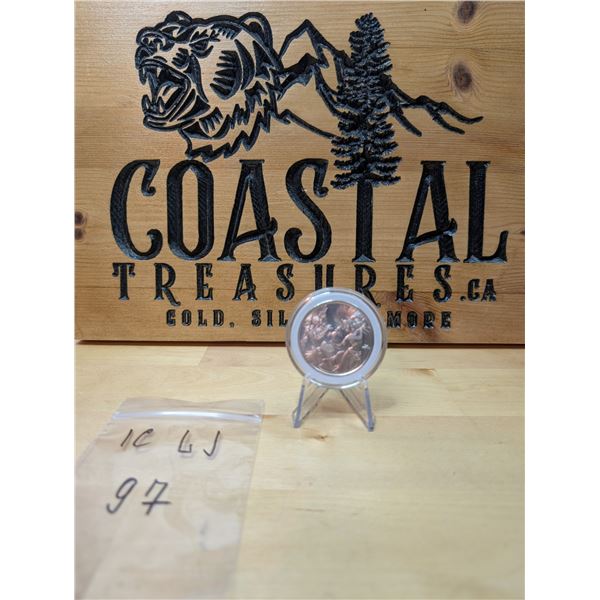 COASTAL
TREASURES.CA
GOLD, SIL MORE
1C LJ
97